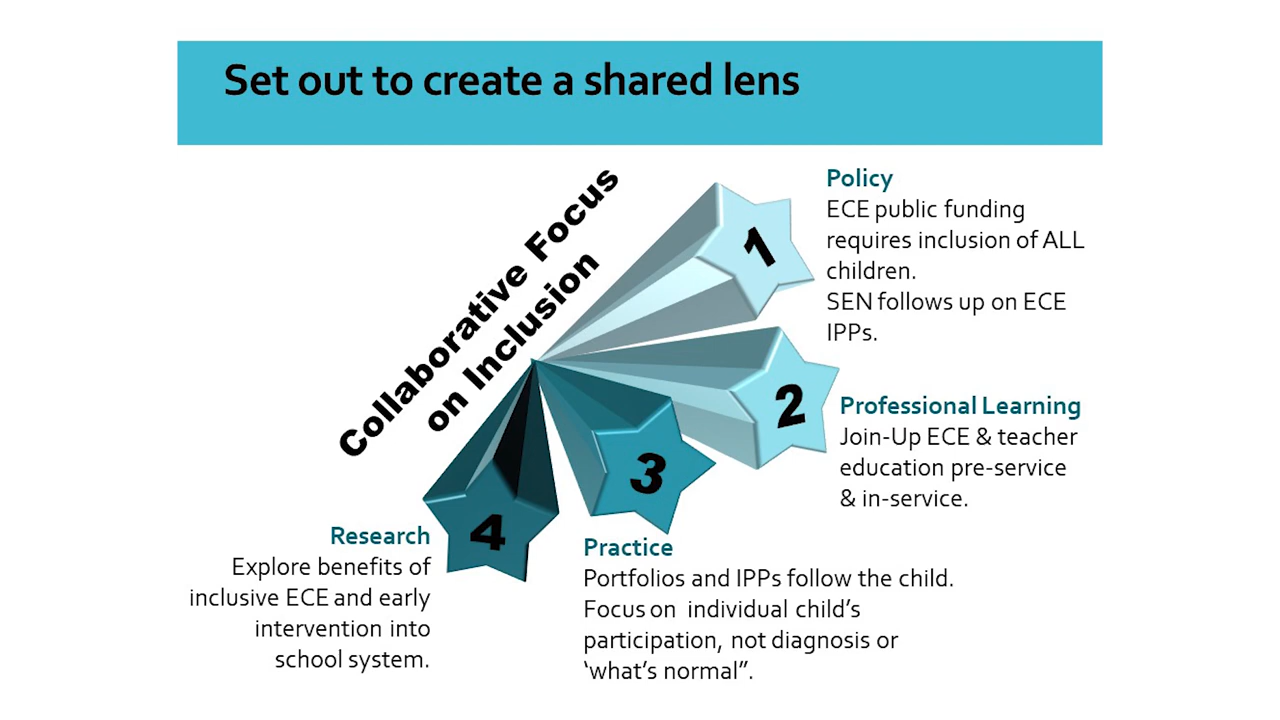 Set out to create a shared lens
Collaborative Focus
on Inclusion
1
Policy
ECE public funding
requires inclusion of ALL
children.
SEN follows up on ECE
IPPs.
2
Professional Learning
Join-Up ECE & teacher
education pre-service
& in-service.
3
Practice
Portfolios and IPPs follow the child.
Focus on  individual child’s
participation, not diagnosis or
‘what’s normal”.
4
Research
Explore benefits of
inclusive ECE and early
intervention into
school system.